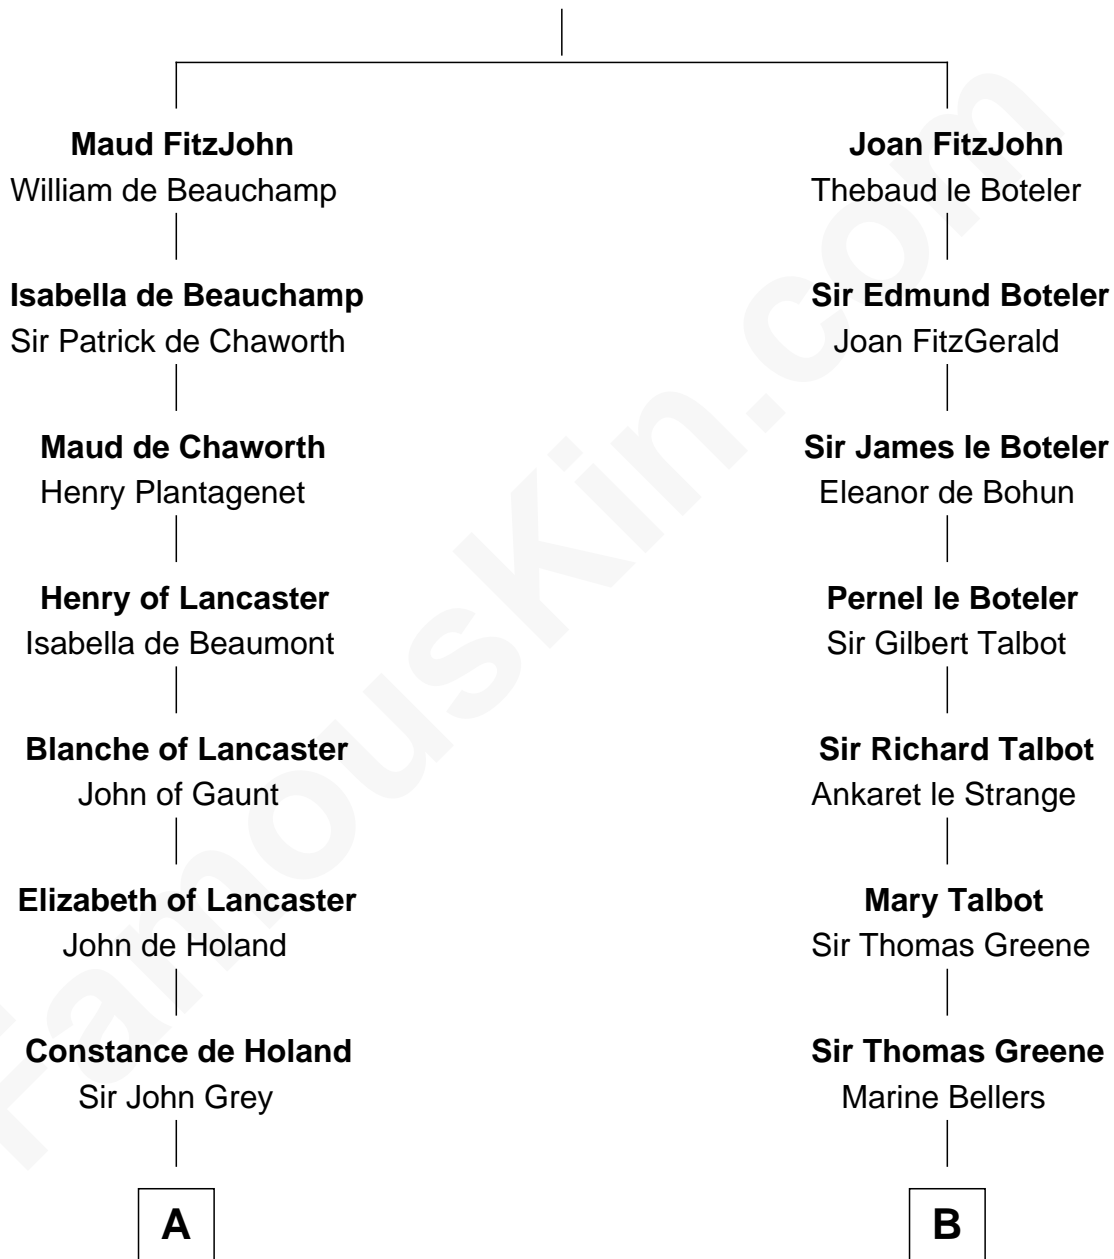 Maud FitzJohn
William de Beauchamp
Isabella de Beauchamp
Sir Patrick de Chaworth
Maud de Chaworth
Henry Plantagenet
Henry of Lancaster
Isabella de Beaumont
Blanche of Lancaster
John of Gaunt
Elizabeth of Lancaster
John de Holand
Constance de Holand
Sir John Grey
A
Joan FitzJohn
Thebaud le Boteler
Sir Edmund Boteler
Joan FitzGerald
Sir James le Boteler
Eleanor de Bohun
Pernel le Boteler
Sir Gilbert Talbot
Sir Richard Talbot
Ankaret le Strange
Mary Talbot
Sir Thomas Greene
Sir Thomas Greene
Marine Bellers
B
FamousKin.com